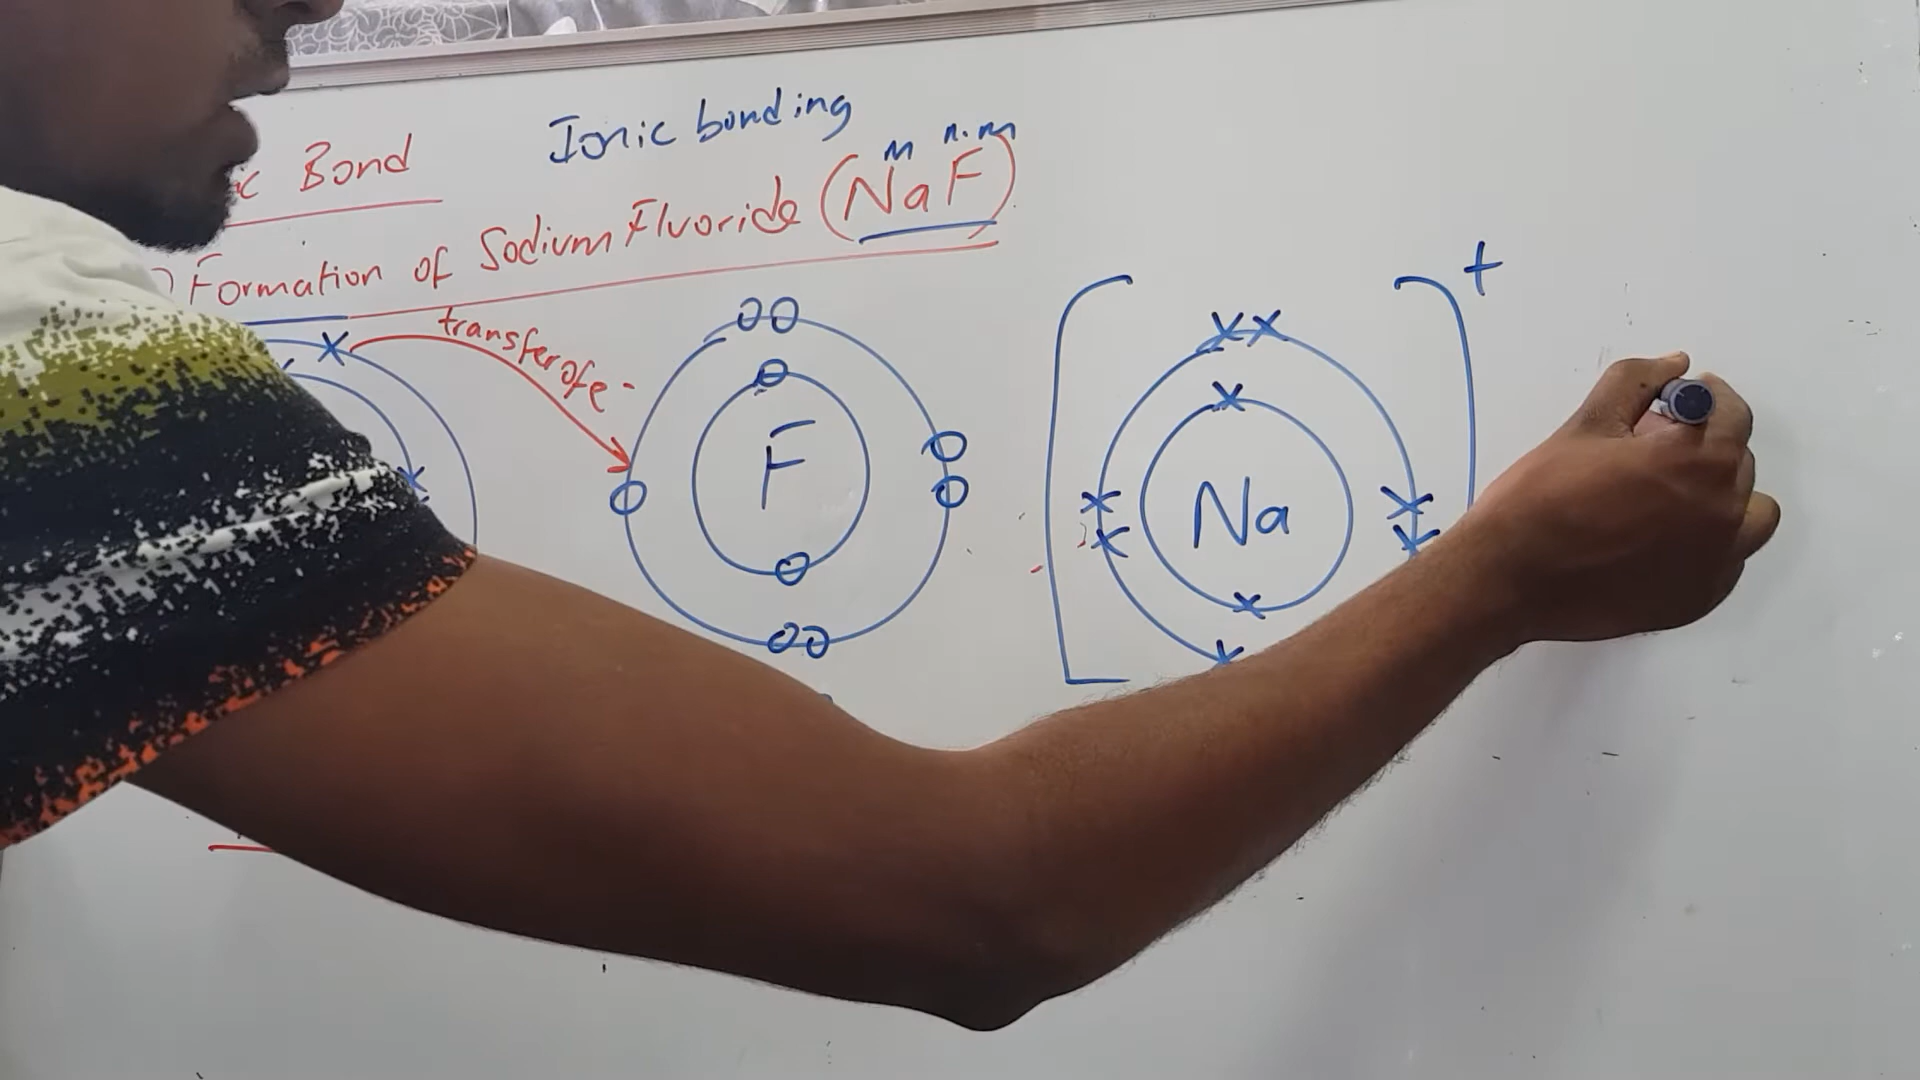 Bond
Ionic bonding
m n.m
Formation of Sodium Fluoride (NaF)
transfer of e-
F
Na
+